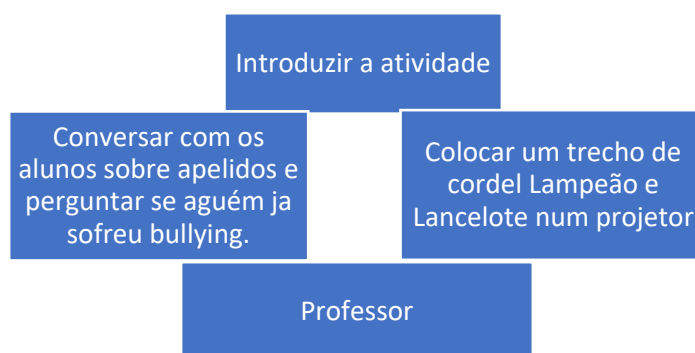 Introduzir a atividade
Conversar com os
alunos sobre apelidos e
perguntar se aguém ja
sofreu bullying.
Colocar um trecho de
cordel Lampeão e
Lancelote num projetor
Professor